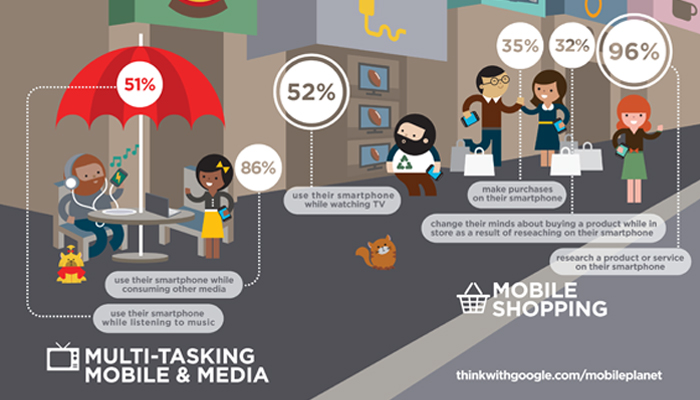 51%
52%
35%
32%
96%
86%
use their smartphone
while watching TV
make purchases
on their smartphone
change their minds about buying a product while in
store as a result of reseaching on their smartphone
research a product or service
on their smartphone
use their smartphone while
consuming other media
use their smartphone
while listening to music
MULTI-TASKING
MOBILE & MEDIA
MOBILE
SHOPPING
thinkwithgoogle.com/mobileplanet